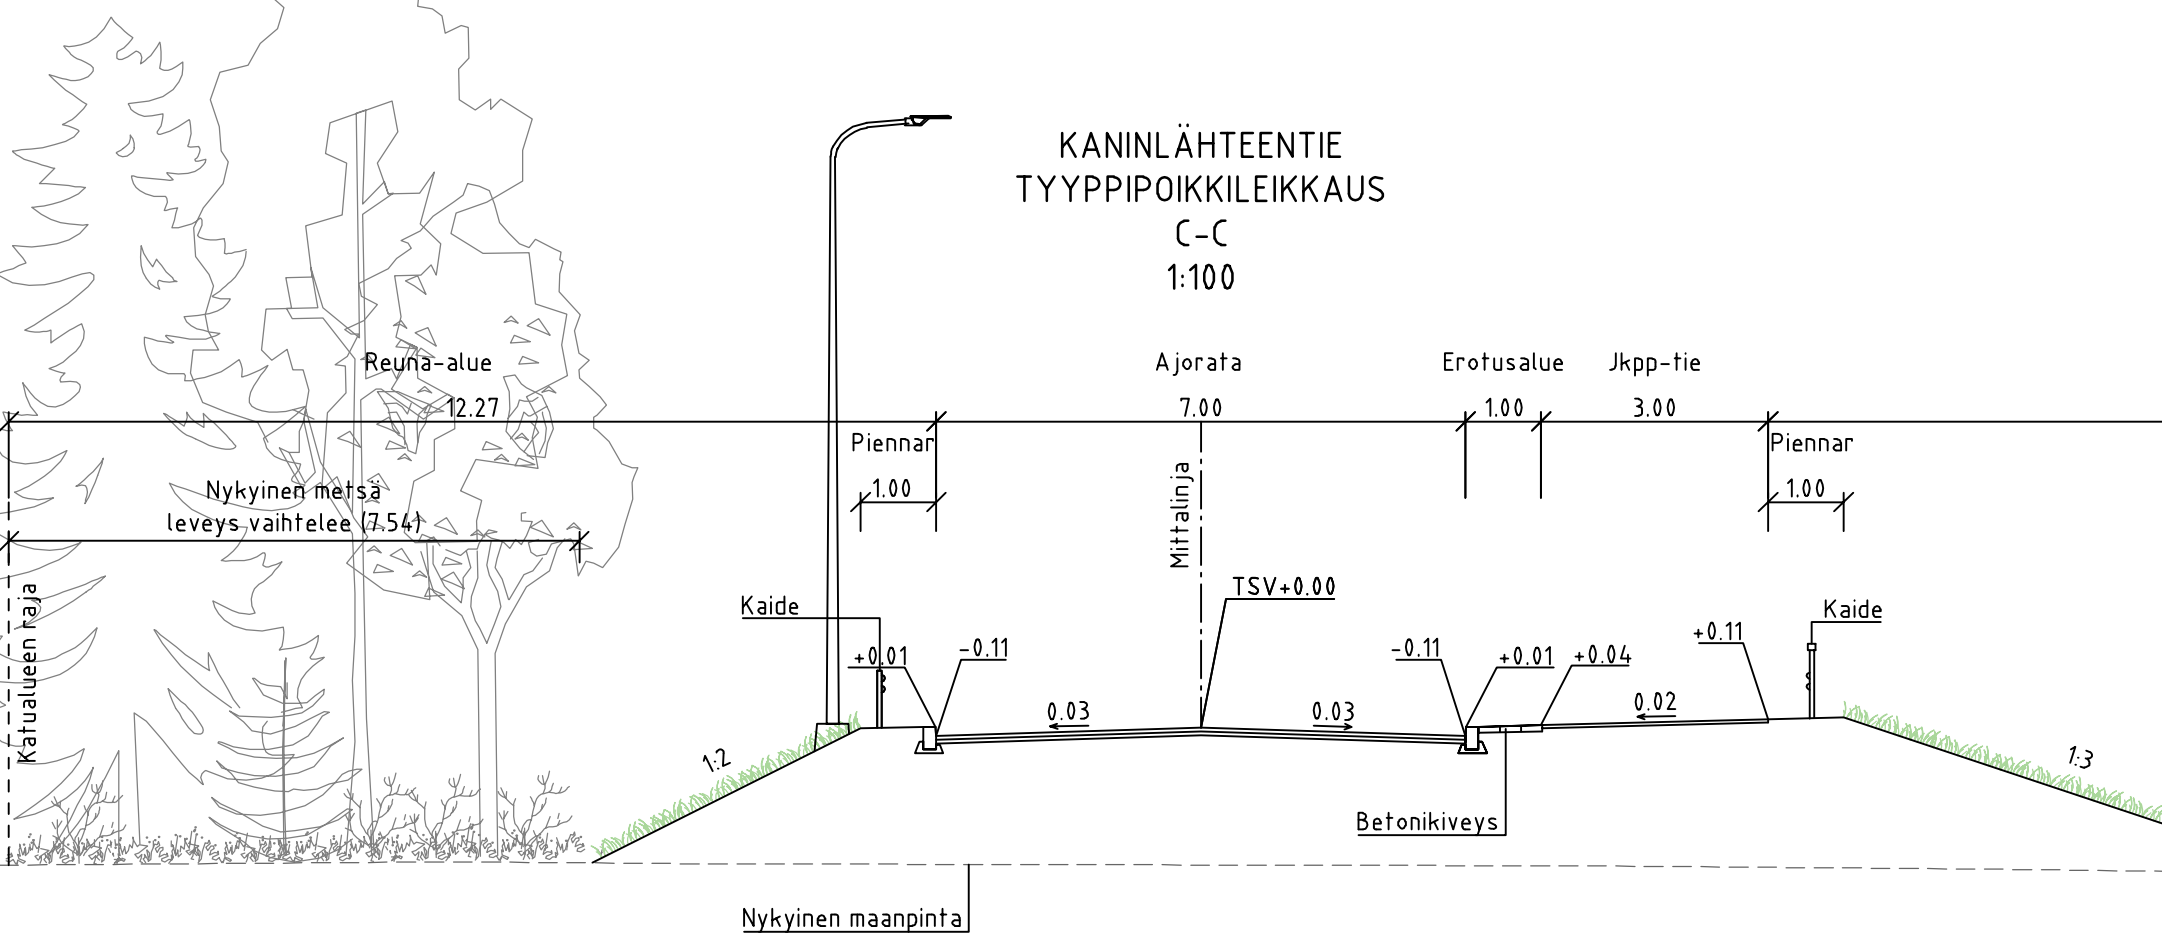 KANINLÄHTEENTIE
TYYPPIPOIKKILEIKKAUS
C-C
1:100
Reuna-alue
Ajorata
Erotusalue
Jkpp-tie
12.27
7.00
1.00
3.00
Piennar
Piennar
1.00
1.00
Nykyinen metsä
leveys vaihtelee (7.54)
Mittalinja
Katualueen raja
TSV+0.00
Kaide
Kaide
+0.01
-0.11
-0.11
+0.01
+0.04
+0.11
0.03
0.03
0.02
1:2
1:3
Betonikiveys
Nykyinen maanpinta